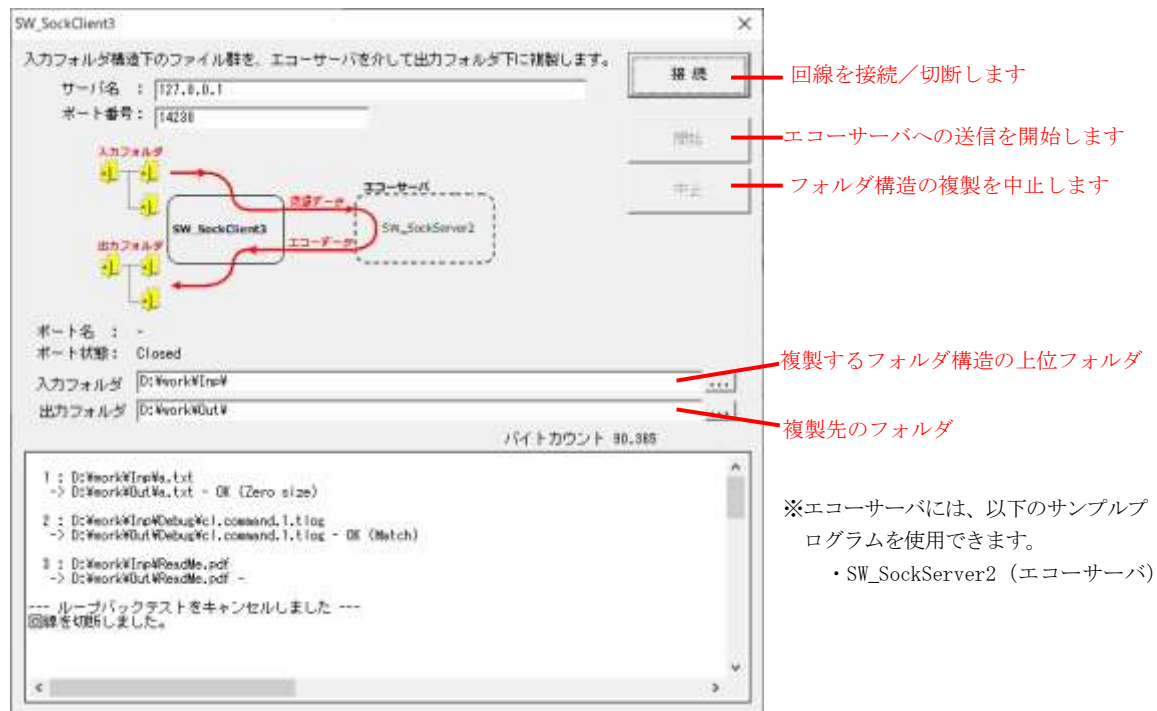 SW_SockClient3
入力フォルダ構造下のファイル群を、エコーサーバを介して出力フォルダ下に複製します。
サーバ名 : 127.0.0.1
ポート番号: 14238
接続
開始
中止
回線を接続/切断します
エコーサーバへの送信を開始します
フォルダ構造の複製を中止します
入力フォルダ
エコーサーバ
送信データ
SW_SockClient3
SW_SockServer2
エコーデータ
出力フォルダ
ポート名 : -
ポート状態: Closed
入力フォルダ D:¥work¥Inp¥ ...
出力フォルダ D:¥work¥Out¥ ...
複製するフォルダ構造の上位フォルダ
複製先のフォルダ
バイトカウント 90,385
1 : D:¥work¥Inp¥a.txt
-> D:¥work¥Out¥a.txt - OK (Zero size)
2 : D:¥work¥Inp¥Debug¥cl.command.1.tlog
-> D:¥work¥Out¥Debug¥cl.command.1.tlog - OK (Match)
3 : D:¥work¥Inp¥ReadMe.pdf
-> D:¥work¥Out¥ReadMe.pdf -
--- ループバックテストをキャンセルしました ---
回線を切断しました。
※エコーサーバには、以下のサンプルプ
ログラムを使用できます。
・SW_SockServer2（エコーサーバ）